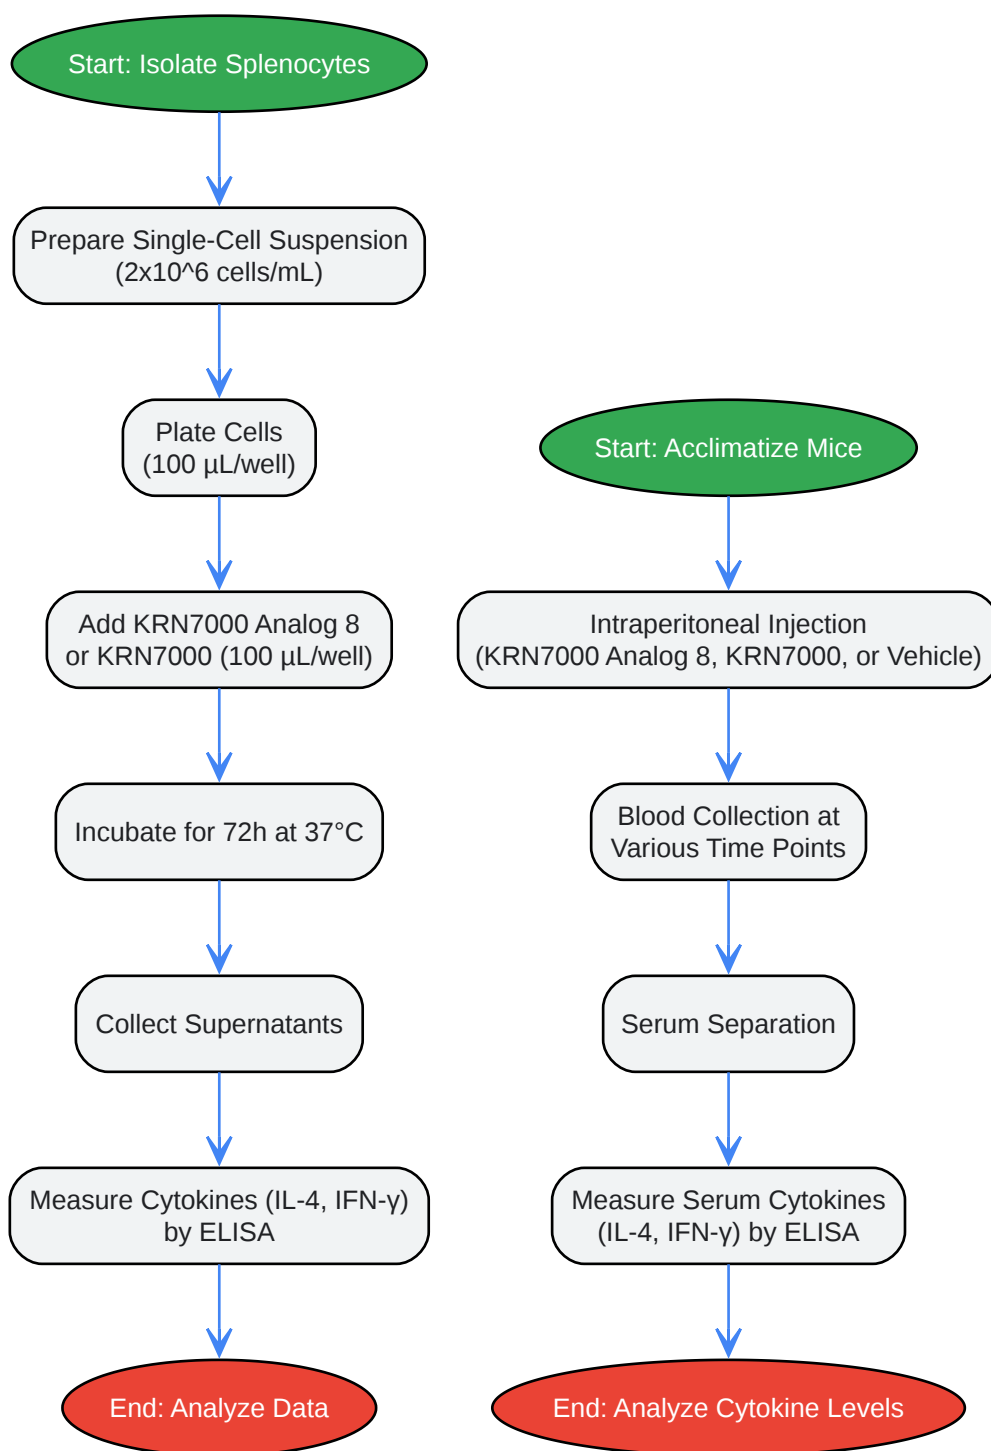 Start: Isolate Splenocytes
Prepare Single-Cell Suspension
(2x10^6 cells/mL)
Plate Cells
(100 µL/well)
Add KRN7000 Analog 8
or KRN7000 (100 µL/well)
Incubate for 72h at 37°C
Collect Supernatants
Measure Cytokines (IL-4, IFN-γ)
by ELISA
End: Analyze Data
Start: Acclimatize Mice
Intraperitoneal Injection
(KRN7000 Analog 8, KRN7000, or Vehicle)
Blood Collection at
Various Time Points
Serum Separation
Measure Serum Cytokines
(IL-4, IFN-γ) by ELISA
End: Analyze Cytokine Levels